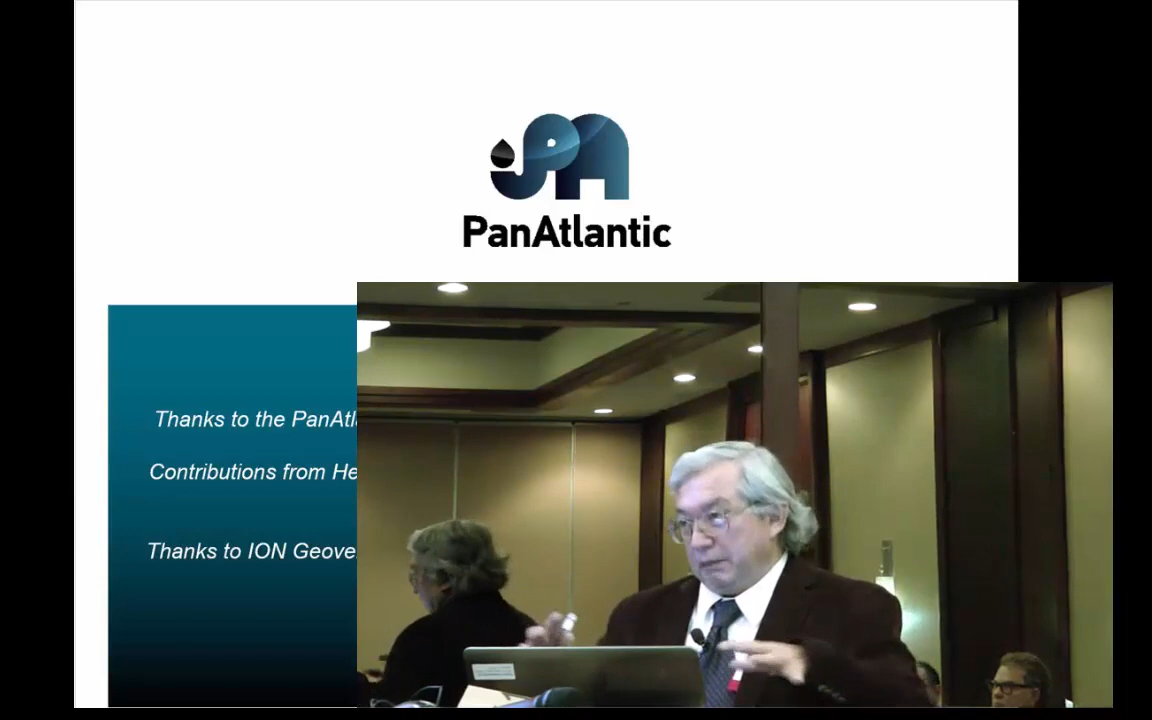 PanAtlantic
Thanks to the PanAtl
Contributions from He
Thanks to ION Geove